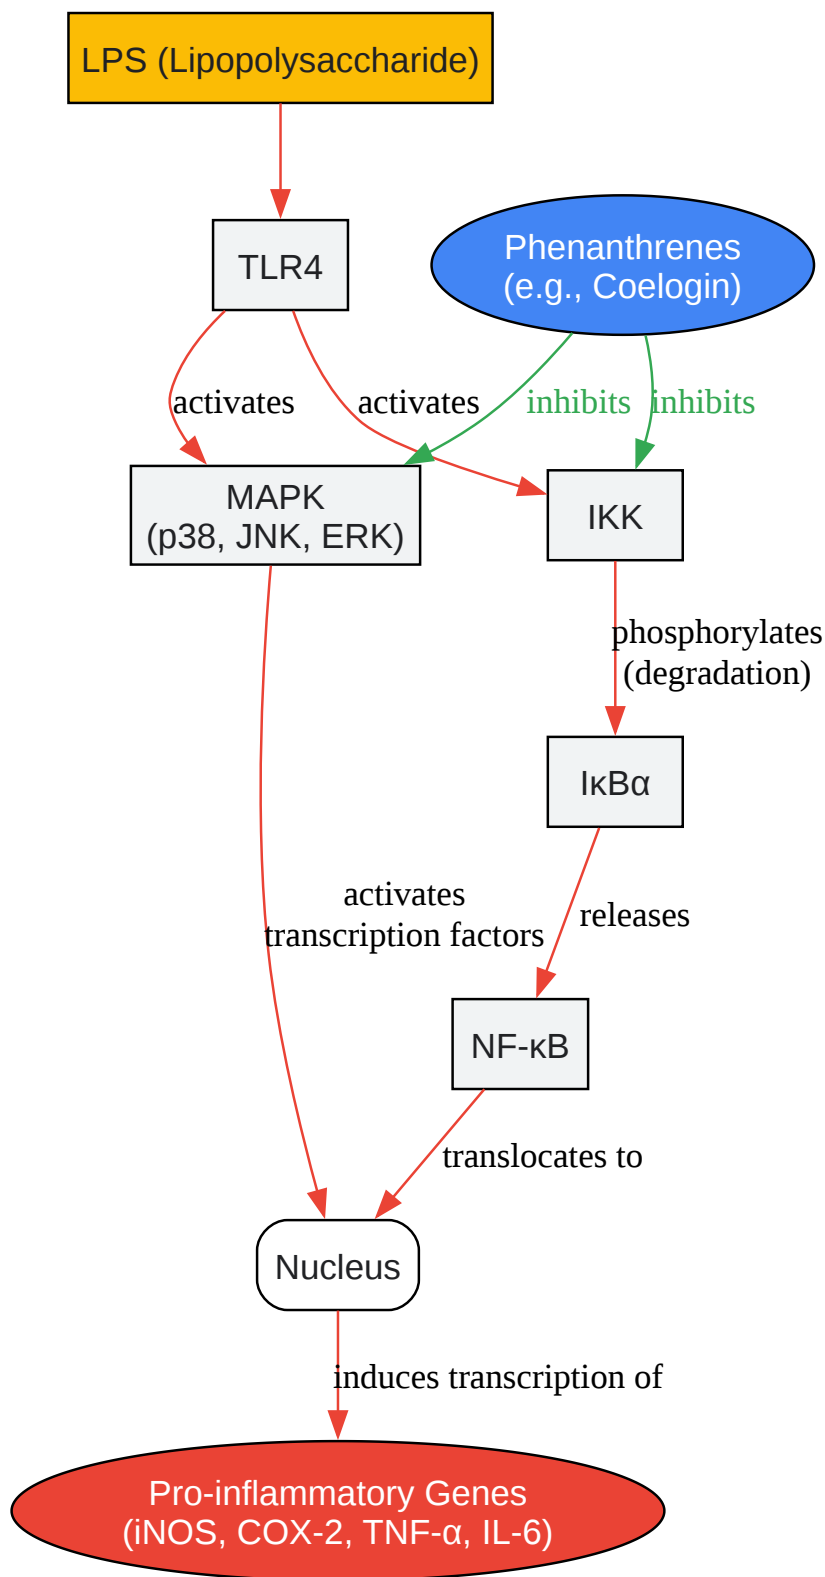 LPS (Lipopolysaccharide)
TLR4
Phenanthrenes
(e.g., Coelogin)
activates
activates
inhibits
inhibits
MAPK
(p38, JNK, ERK)
IKK
phosphorylates
(degradation)
IκBα
activates
transcription factors
releases
NF-κB
translocates to
Nucleus
induces transcription of
Pro-inflammatory Genes
(iNOS, COX-2, TNF-α, IL-6)